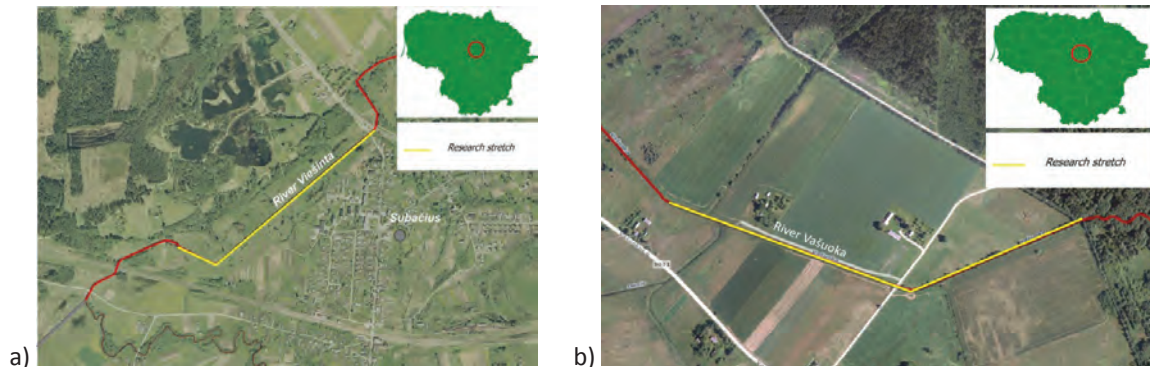 a)
River Viešinta
Subačius
Research stretch
b)
River Vašuoka
Research stretch